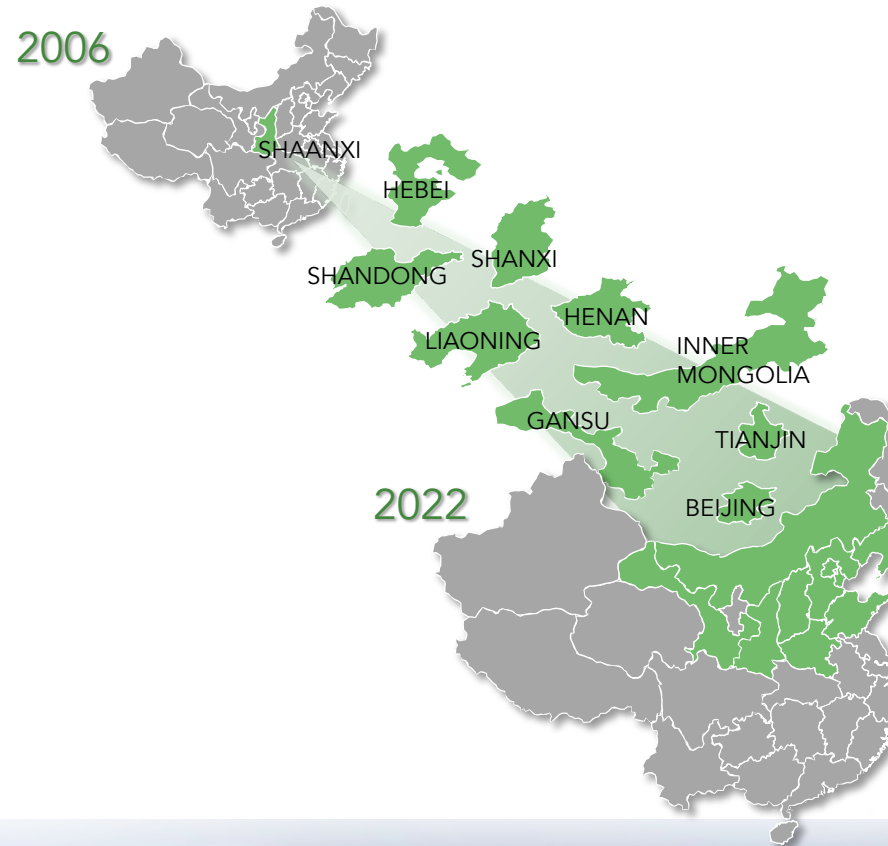 2006
SHAANXI
HEBEI
SHANXI
SHANDONG
HENAN
LIAONING
INNER
MONGOLIA
GANSU
TIANJIN
2022
BEIJING